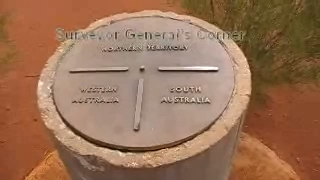 Surveyor General's Corner
NORTHERN TERRITORY
WESTERN
AUSTRALIA
SOUTH
AUSTRALIA